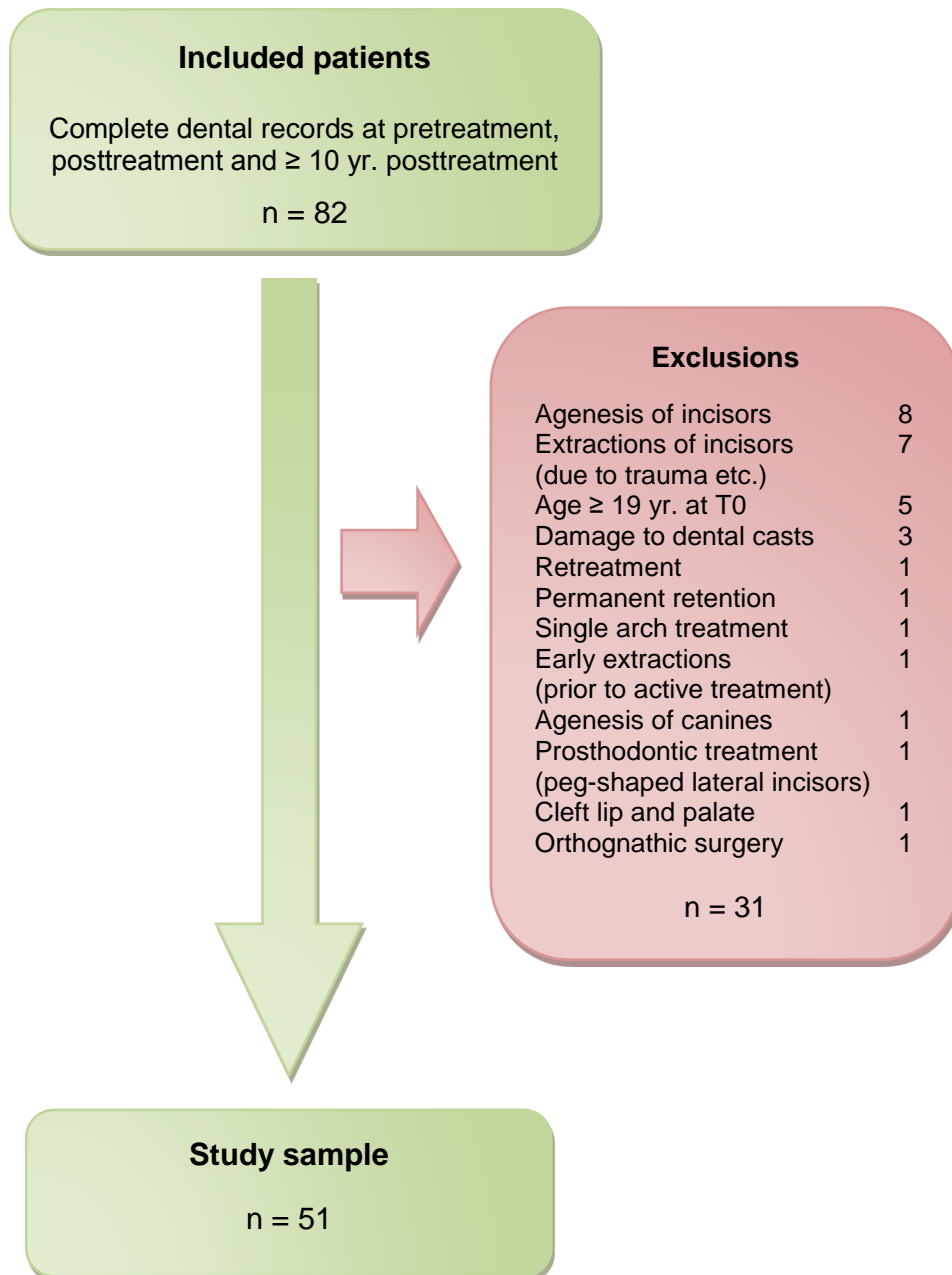 Included patients
Complete dental records at pretreatment,
posttreatment and ≥ 10 yr. posttreatment
n = 82
Exclusions
Agenesis of incisors 8
Extractions of incisors 7
(due to trauma etc.)
Age ≥ 19 yr. at T0 5
Damage to dental casts 3
Retreatment 1
Permanent retention 1
Single arch treatment 1
Early extractions 1
(prior to active treatment)
Agenesis of canines 1
Prosthodontic treatment 1
(peg-shaped lateral incisors)
Cleft lip and palate 1
Orthognathic surgery 1
n = 31
Study sample
n = 51